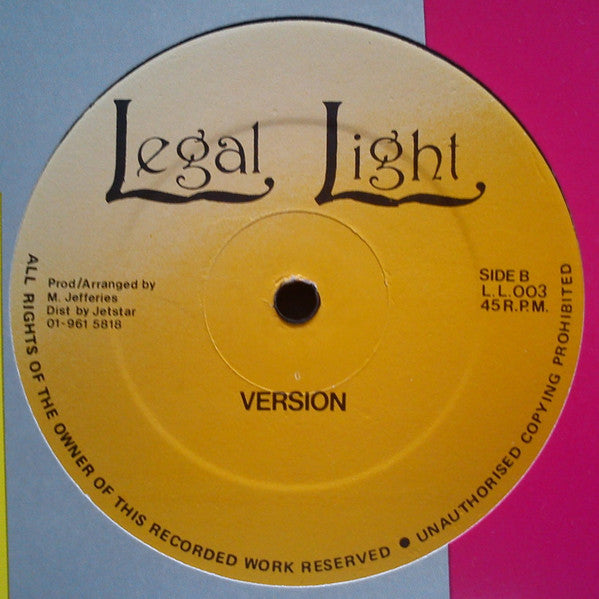 Legal Light
Prod/Arranged by
M. Jefferies
Dist by Jetstar
01-961 5818
SIDE B
L.L.003
45 R.P.M.
VERSION
ALL RIGHTS OF THE OWNER OF THIS RECORDED WORK RESERVED ● UNAUTHORISED COPYING PROHIBITED